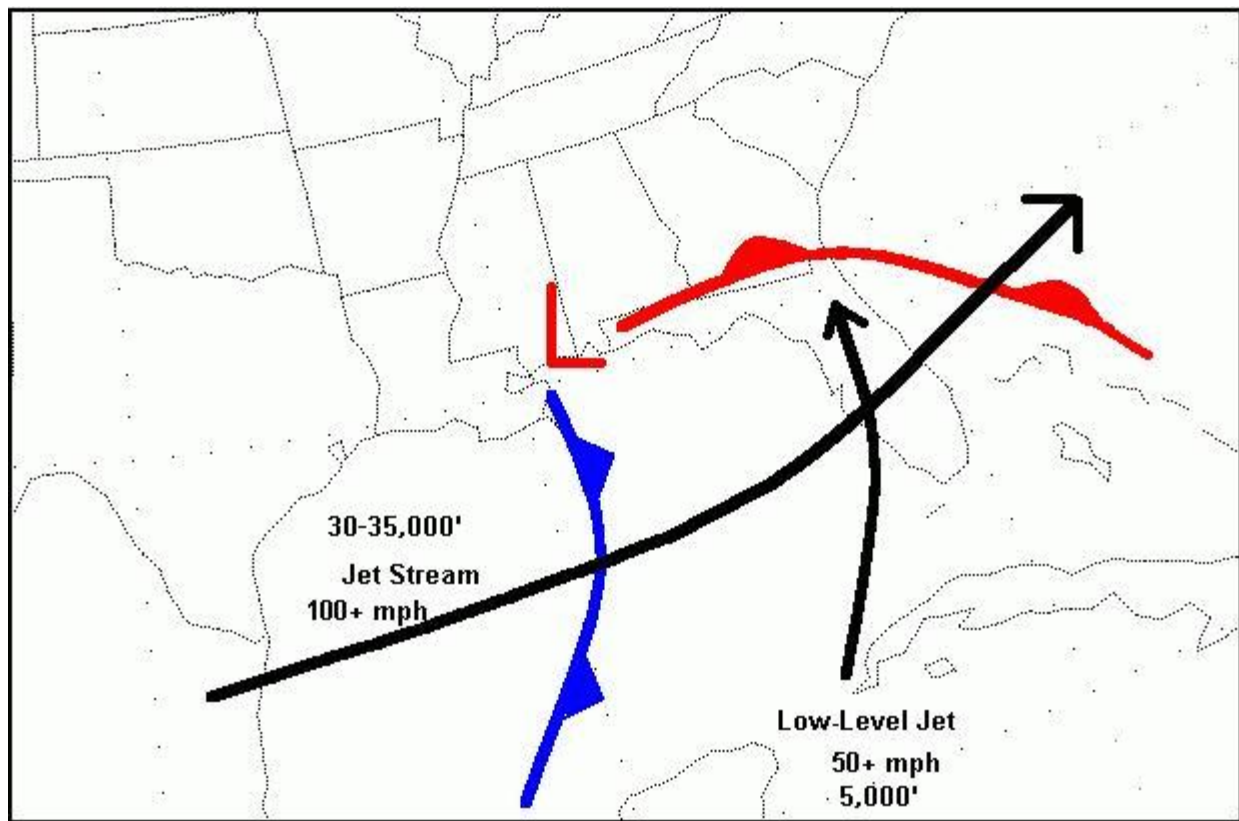 L
30-35,000'
Jet Stream
100+ mph
Low-Level Jet
50+ mph
5,000'